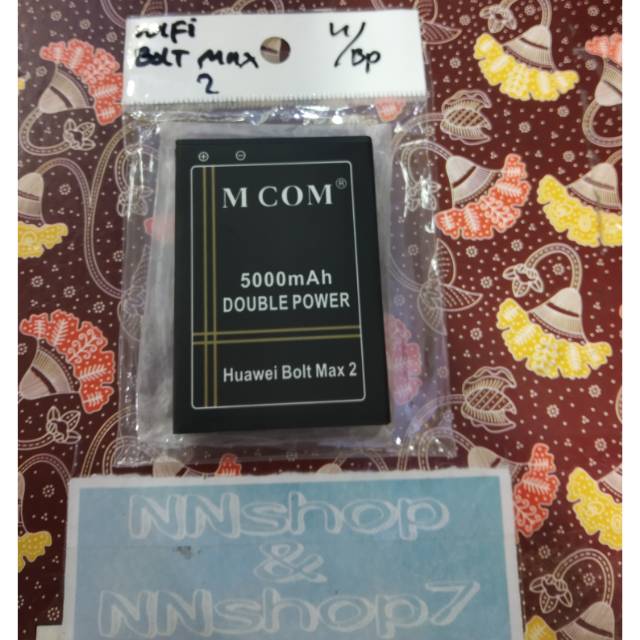 WiFi
BOLT Max
2
4/Bp
M COM®
5000mAh
DOUBLE POWER
Huawei Bolt Max 2
NNshop
&
NNshop7